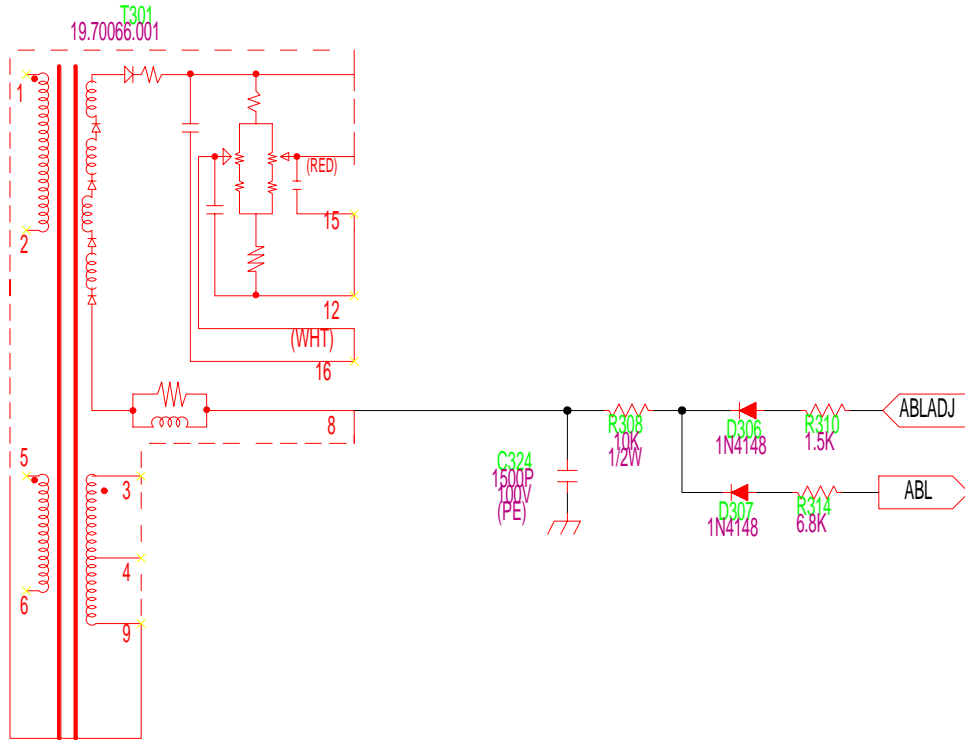 T301
19.70066.001
1
2
(RED)
15
12
(WHT)
16
8
5
3
4
6
9
C324
1500P
100V
(PE)
R308
10K
1/2W
D306
1N4148
R310
1.5K
ABLADJ
D307
1N4148
R314
6.8K
ABL